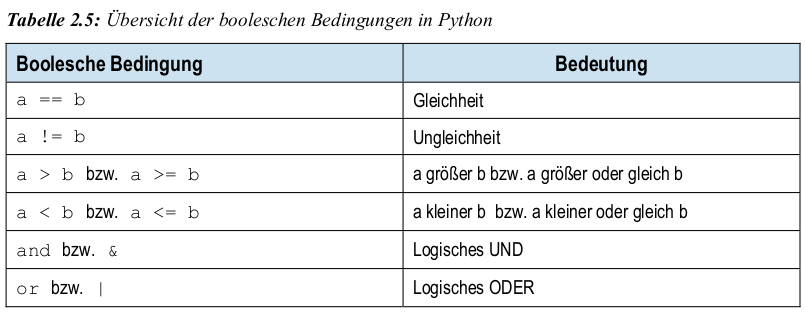 Tabelle 2.5: Übersicht der booleschen Bedingungen in Python
Boolesche Bedingung Bedeutung
a == b Gleichheit
a != b Ungleichheit
a > b bzw. a >= b a größer b bzw. a größer oder gleich b
a < b bzw. a <= b a kleiner b bzw. a kleiner oder gleich b
and bzw. & Logisches UND
or bzw. | Logisches ODER